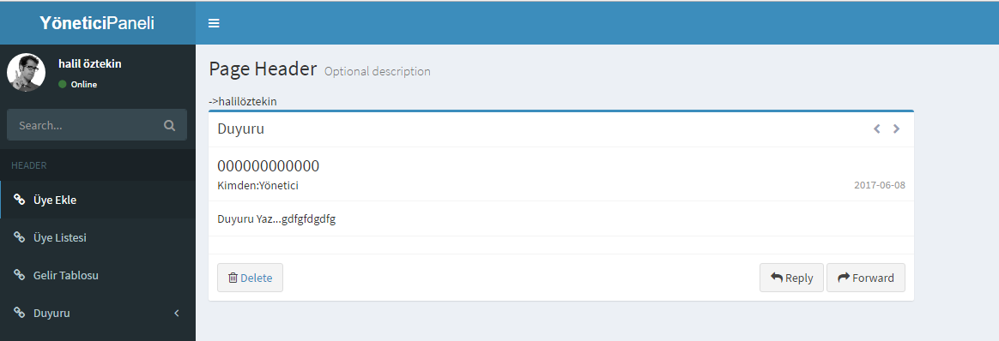 YöneticiPaneli
halil öztekin
Online
Search...
HEADER
Üye Ekle
Üye Listesi
Gelir Tablosu
Duyuru
Page Header Optional description
->halilöztekin
Duyuru
000000000000
Kimden:Yönetici 2017-06-08
Duyuru Yaz...gdfgfdgdfg
Delete Reply Forward